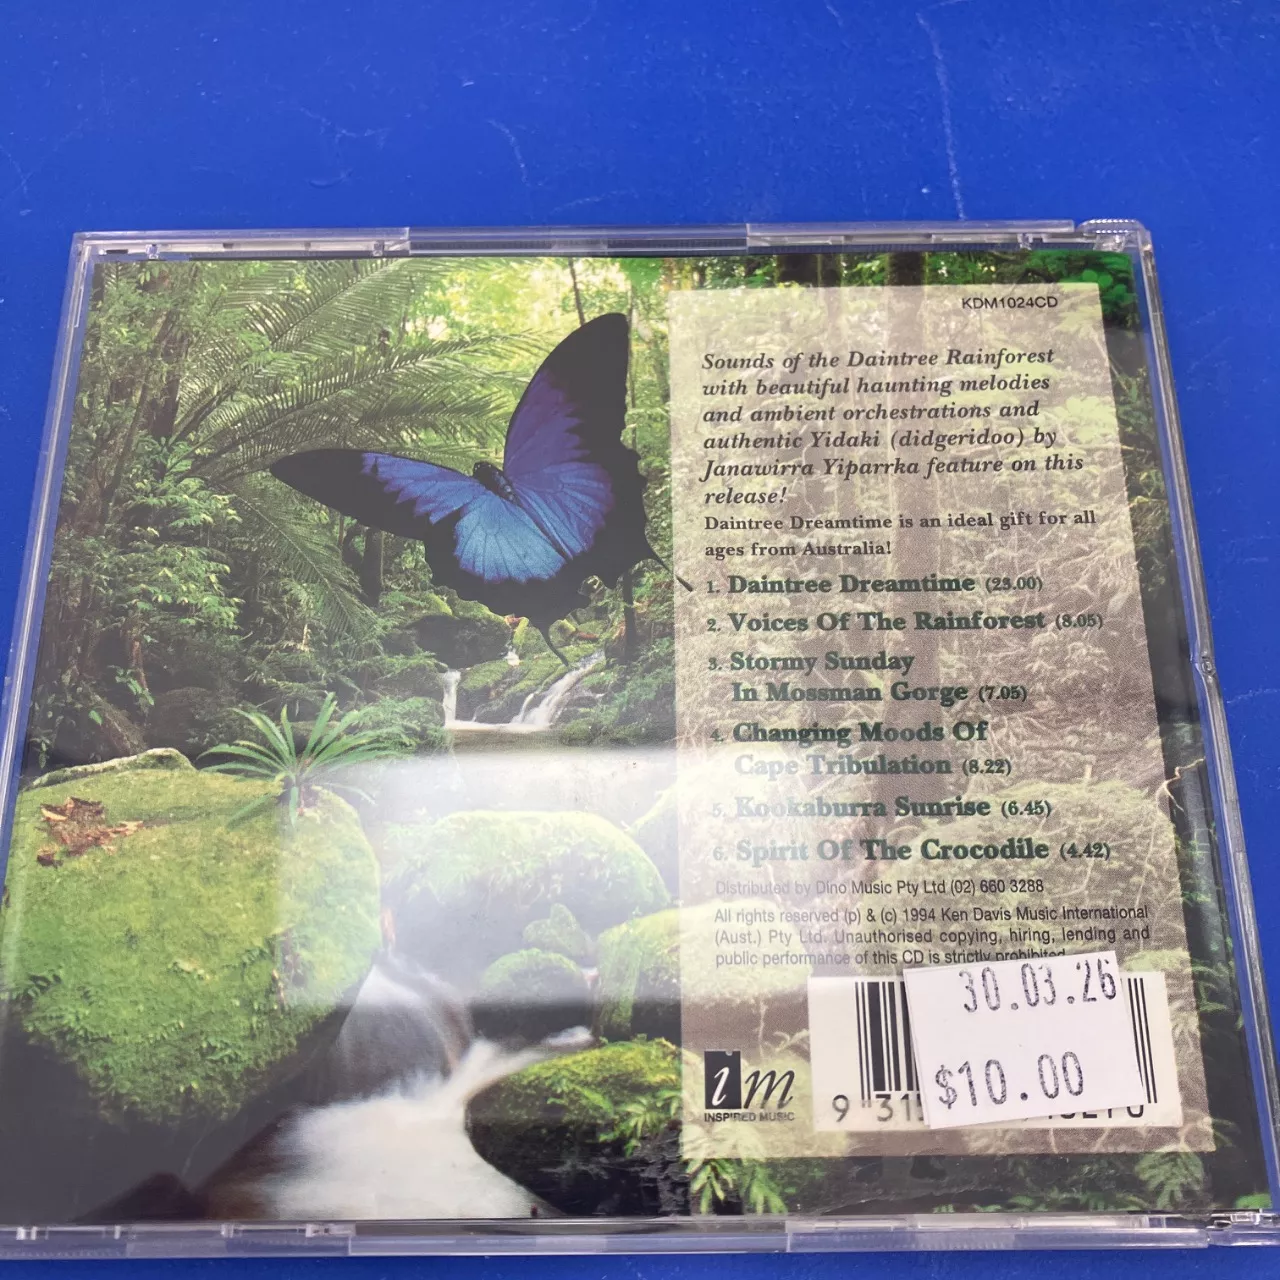 KDM1024CD
Sounds of the Daintree Rainforest
with beautiful haunting melodies
and ambient orchestrations and
authentic Yidaki (didgeridoo) by
Janawirra Yiparrka feature on this
release!
Daintree Dreamtime is an ideal gift for all
ages from Australia!
1. Daintree Dreamtime (23.00)
2. Voices Of The Rainforest (8.05)
3. Stormy Sunday
In Mossman Gorge (7.05)
4. Changing Moods Of
Cape Tribulation (8.22)
5. Kookaburra Sunrise (6.45)
6. Spirit Of The Crocodile (4.42)
Distributed by Dino Music Pty Ltd (02) 660 3288
All rights reserved (p) & (c) 1994 Ken Davis Music International
(Aust.) Pty Ltd. Unauthorised copying, hiring, lending and
public performance of this CD is strictly prohibited
30.03.26
$10.00
im
INSPIRED MUSIC
9 31